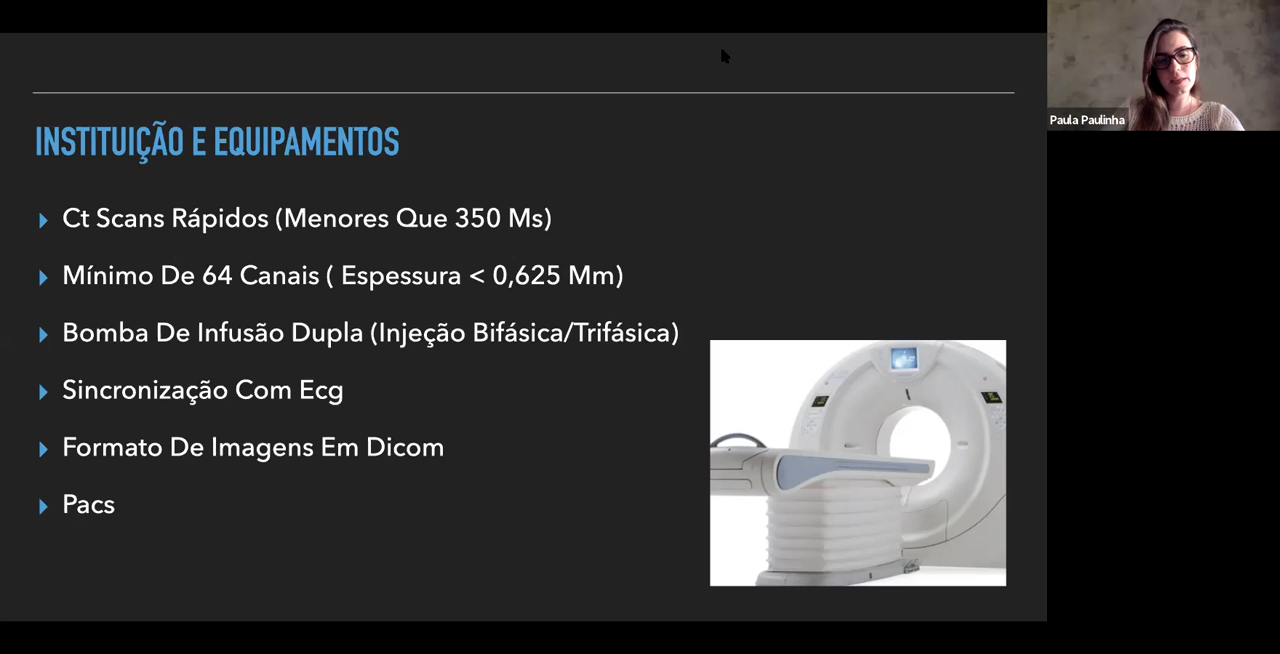 INSTITUIÇÃO E EQUIPAMENTOS
Ct Scans Rápidos (Menores Que 350 Ms)
Mínimo De 64 Canais ( Espessura < 0,625 Mm)
Bomba De Infusão Dupla (Injeção Bifásica/Trifásica)
Sincronização Com Ecg
Formato De Imagens Em Dicom
Pacs
Paula Paulinha